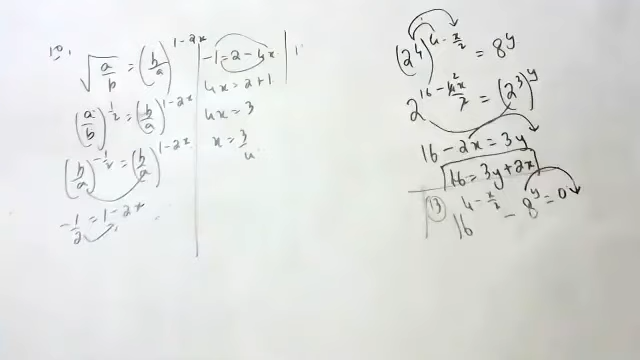 10.
√(a/b) = (b/a)^(1-2x)
(a/b)^(1/2) = (b/a)^(1-2x)
(b/a)^(-1/2) = (b/a)^(1-2x)
-1/2 = 1-2x
-1 = 2-4x
4x = 2+1
4x = 3
x = 3/4
(2^4)^(4-x/2) = 8^y
2^(16-4x/2) = (2^3)^y
16-2x = 3y
16 = 3y+2x
13 16^(4-x/2) - 8^y = 0